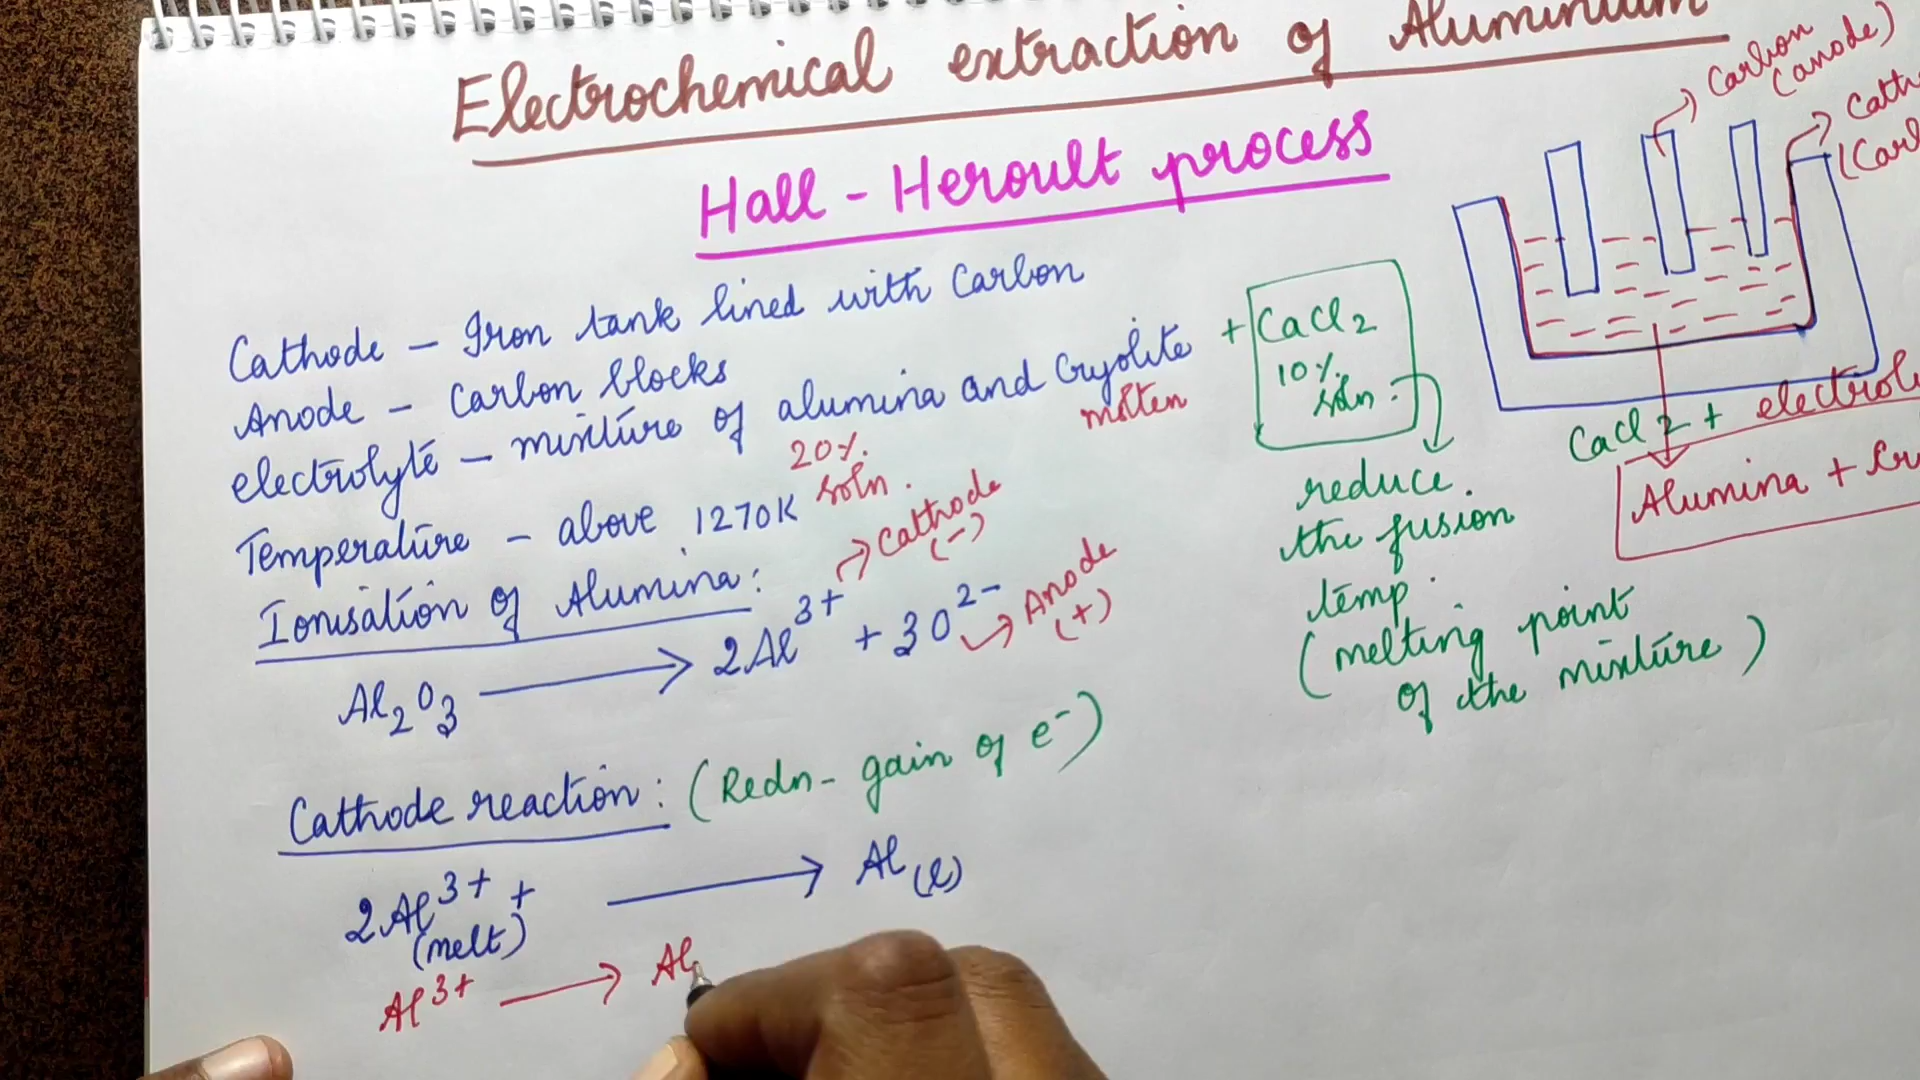 Electrochemical extraction of Aluminium
Hall - Heroult process
Cathode - Iron tank lined with Carbon
Anode - Carbon blocks
electrolyte - mixture of alumina and Cryolite + CaCl2
20% soln.
molten
10% soln.
Temperature - above 1270K
reduce the fusion temp.
(melting point of the mixture)
Ionisation of Alumina:
Al2O3 → 2Al3+ + 3O2-
Cathode (-)
Anode (+)
Cathode reaction: (Redn - gain of e-)
2Al3+ + → Al (l)
(melt)
Al3+ → Al
Carbon (anode)
CaCl2 +
Alumina +